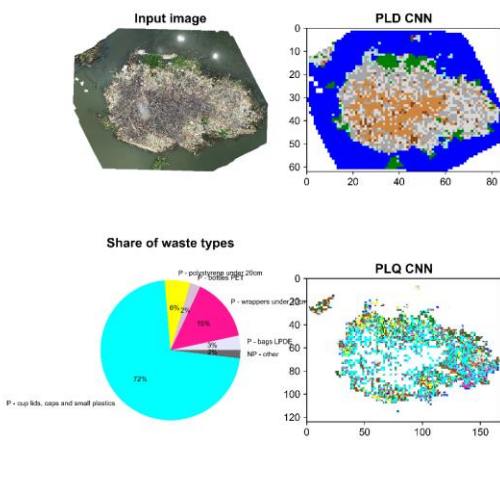 Input image
PLD CNN
0
10
20
30
40
50
60
0 20 40 60 80
Share of waste types
P - polystyrene under 20cm
P - bottles PET
P - wrappers under 20cm
P - bags LPDE
NP - other
P - cup lids, caps and small plastics
6%
2%
15%
3%
2%
72%
PLQ CNN
0
20
40
60
80
100
120
0 50 100 150